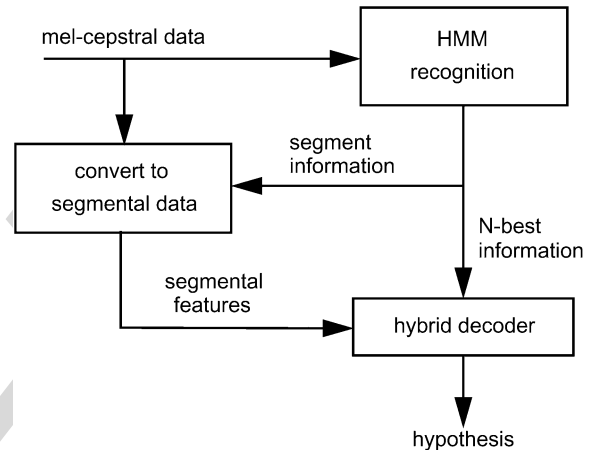 mel-cepstral data
HMM
recognition
segment
information
convert to
segmental data
N-best
information
segmental
features
hybrid decoder
hypothesis